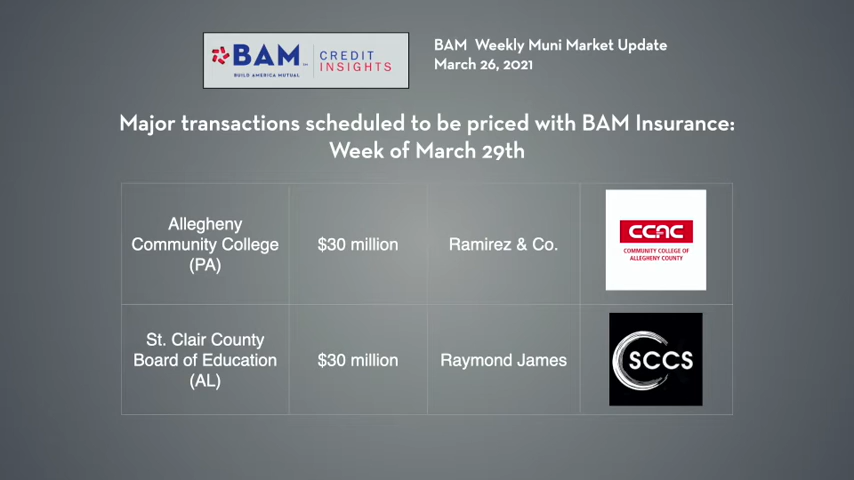 BAM
BUILD AMERICA MUTUAL
CREDIT
INSIGHTS
BAM Weekly Muni Market Update
March 26, 2021
Major transactions scheduled to be priced with BAM Insurance:
Week of March 29th
Allegheny
Community College
(PA)
$30 million
Ramirez & Co.
CCAC
COMMUNITY COLLEGE OF
ALLEGHENY COUNTY
St. Clair County
Board of Education
(AL)
$30 million
Raymond James
SCCS